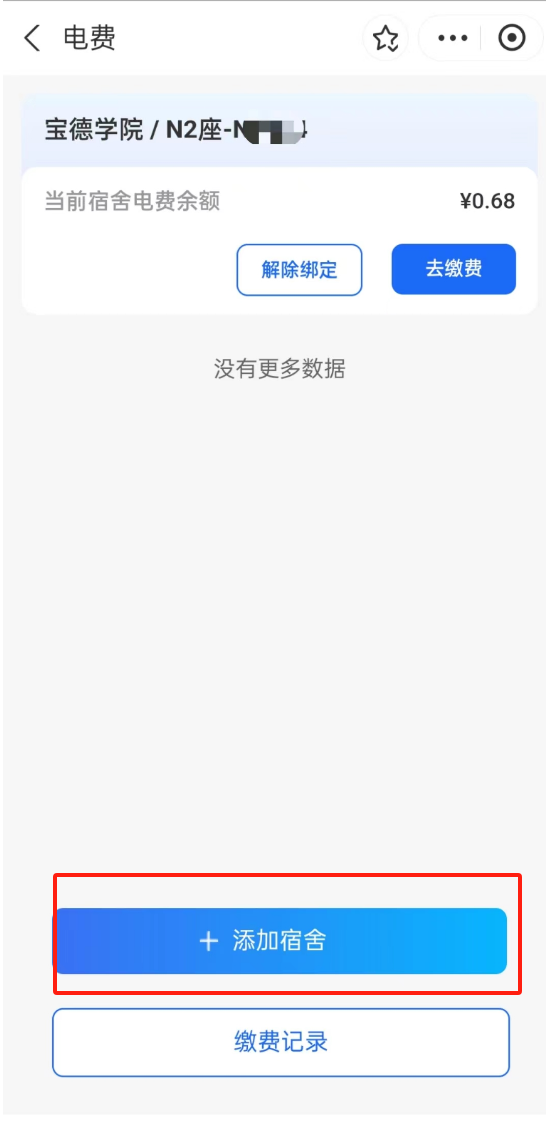 电费
宝德学院 / N2座-N
当前宿舍电费余额 ¥0.68
解除绑定 去缴费
没有更多数据
+ 添加宿舍
缴费记录